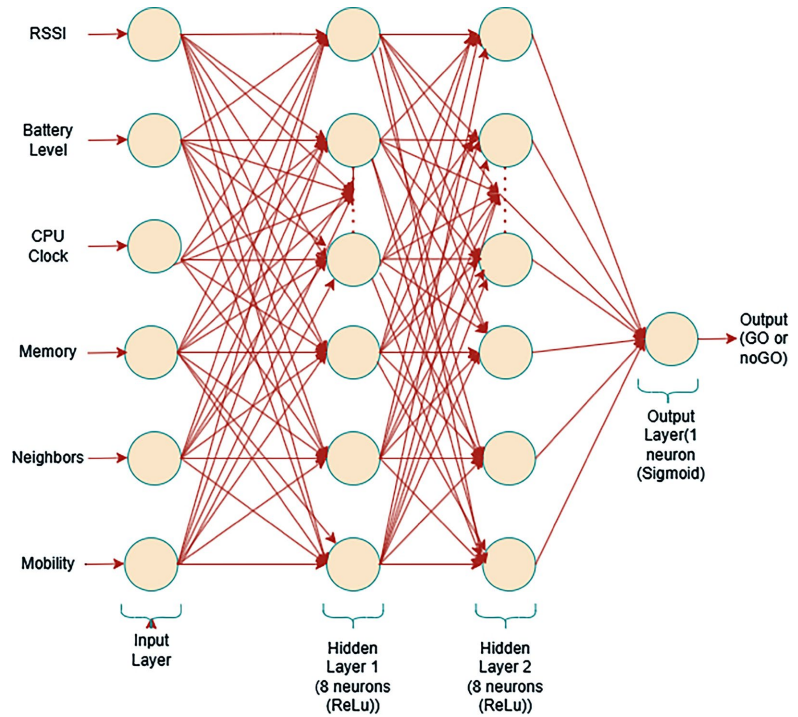 RSSI
Battery
Level
CPU
Clock
Memory
Neighbors
Mobility
Input
Layer
Hidden
Layer 1
(8 neurons
(ReLu))
Hidden
Layer 2
(8 neurons
(ReLu))
Output
Layer(1
neuron
(Sigmoid)
Output
(GO or
noGO)